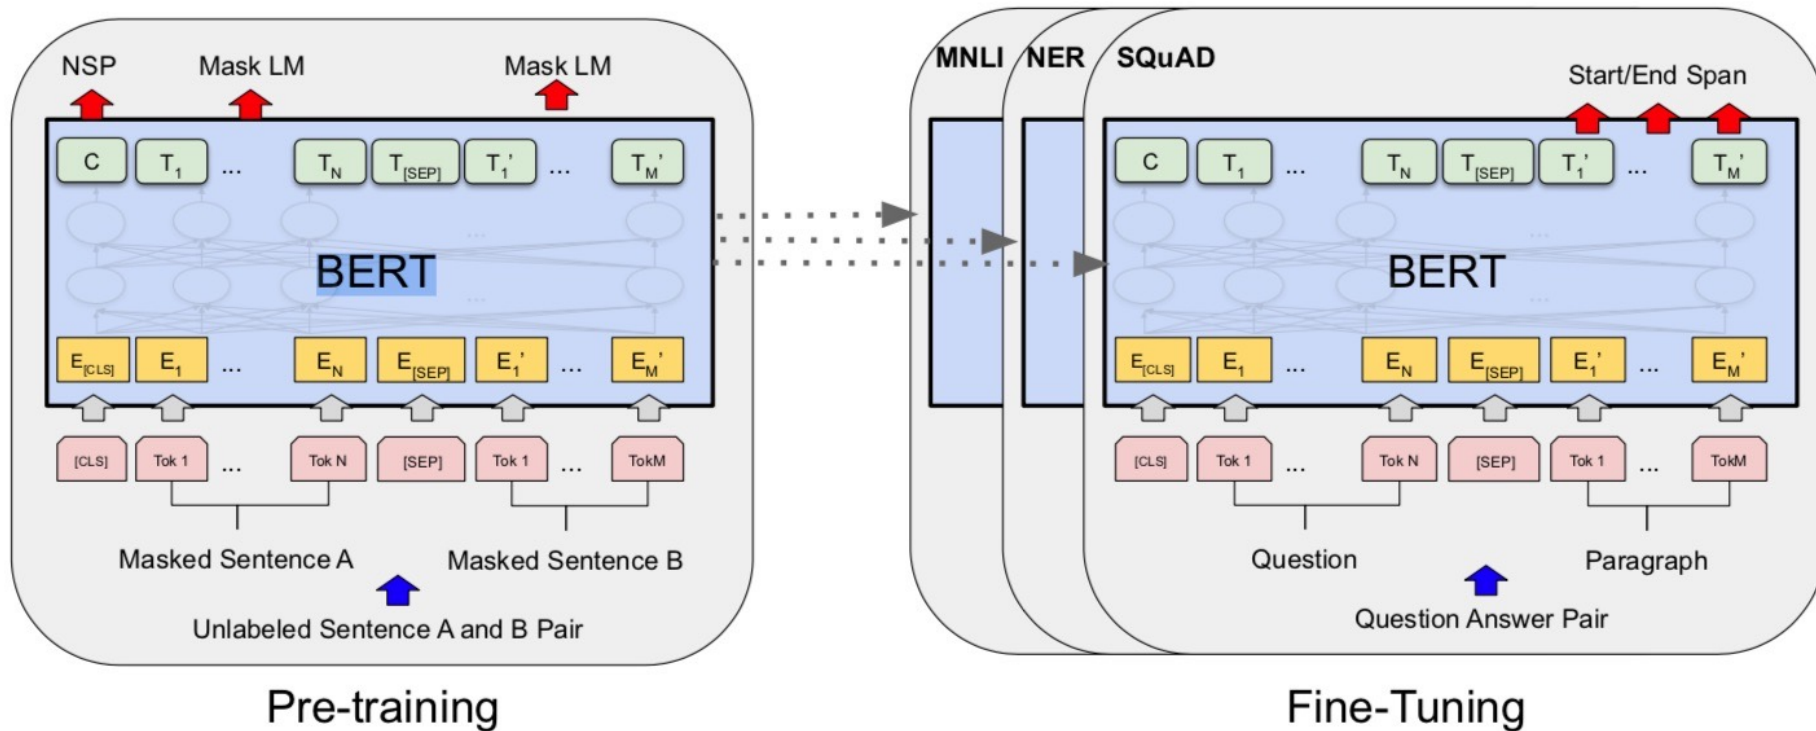 NSP Mask LM Mask LM
C T1 ... TN T[SEP] T1' ... TM'
...
BERT
...
E[CLS] E1 ... EN E[SEP] E1' ... EM'
[CLS] Tok 1 ... Tok N [SEP] Tok 1 ... TokM
Masked Sentence A Masked Sentence B
Unlabeled Sentence A and B Pair
Pre-training
MNLI NER SQuAD
Start/End Span
C T1 ... TN T[SEP] T1' ... TM'
...
BERT
...
E[CLS] E1 ... EN E[SEP] E1' ... EM'
[CLS] Tok 1 ... Tok N [SEP] Tok 1 ... TokM
Question Paragraph
Question Answer Pair
Fine-Tuning